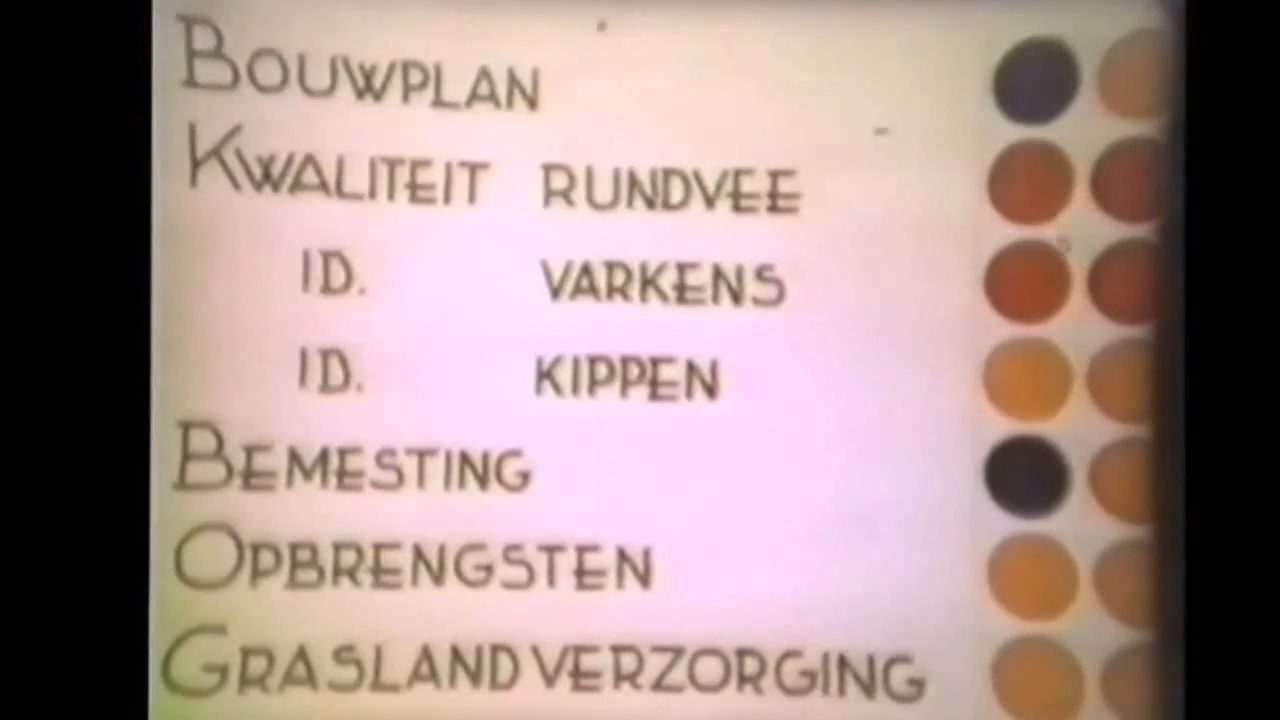 BOUWPLAN
KWALITEIT RUNDVEE
ID. VARKENS
ID. KIPPEN
BEMESTING
OPBRENGSTEN
GRASLANDVERZORGING